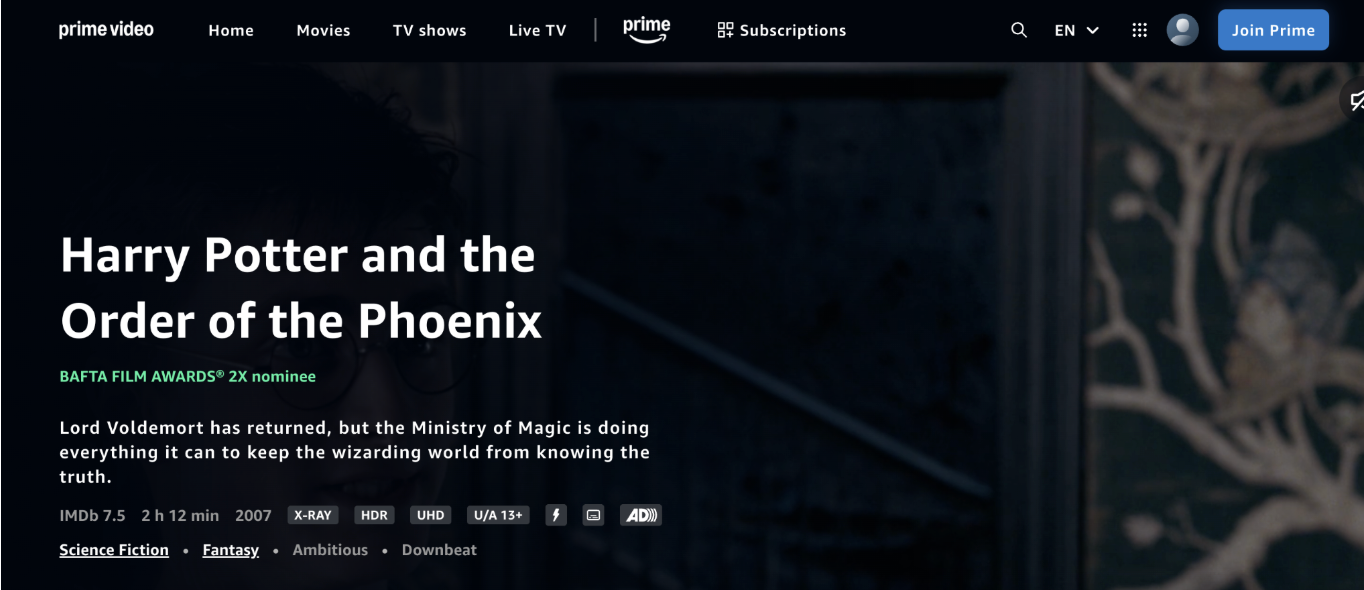 prime video Home Movies TV shows Live TV prime Subscriptions EN Join Prime
Harry Potter and the
Order of the Phoenix
BAFTA FILM AWARDS® 2X nominee
Lord Voldemort has returned, but the Ministry of Magic is doing
everything it can to keep the wizarding world from knowing the
truth.
IMDb 7.5 2 h 12 min 2007 X-RAY HDR UHD U/A 13+ AD)))
Science Fiction • Fantasy • Ambitious • Downbeat